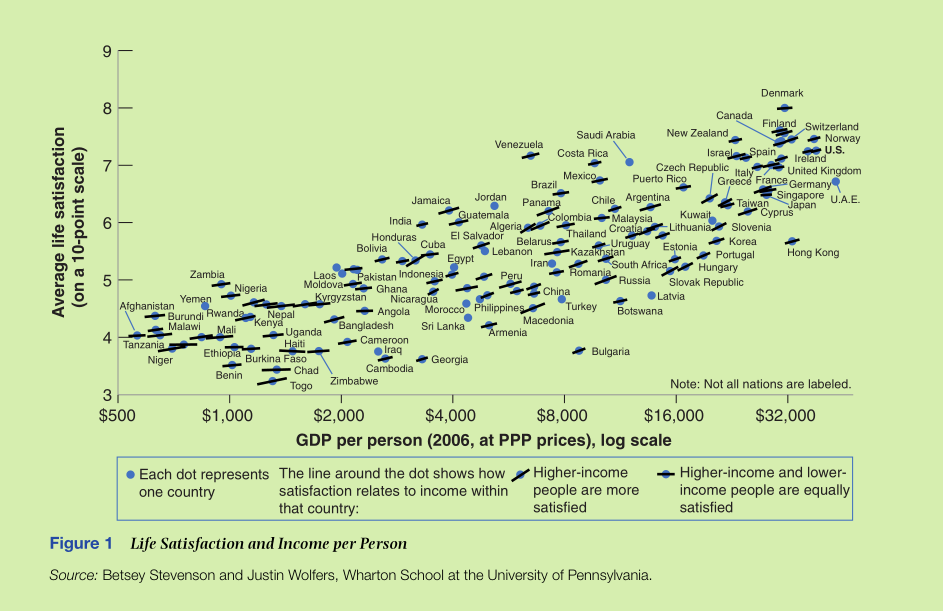 9
8
7
6
5
4
3
Average life satisfaction
(on a 10-point scale)
Denmark
Canada
Finland
Switzerland
New Zealand
Norway
Saudi Arabia
U.S.
Venezuela
Costa Rica
Israel
Spain
Ireland
Czech Republic
Italy
United Kingdom
Mexico
Puerto Rico
Greece
France
Germany
Brazil
Singapore
U.A.E.
Jamaica
Jordan
Panama
Chile
Argentina
Taiwan
Japan
Guatemala
Kuwait
Cyprus
India
Colombia
Malaysia
Algeria
Croatia
Lithuania
Slovenia
Honduras
El Salvador
Thailand
Cuba
Belarus
Uruguay
Estonia
Korea
Bolivia
Lebanon
Kazakhstan
Portugal
Hong Kong
Egypt
Iran
South Africa
Hungary
Laos
Pakistan
Indonesia
Peru
Romania
Zambia
Moldova
Russia
Slovak Republic
Nigeria
Ghana
China
Yemen
Kyrgyzstan
Nicaragua
Latvia
Afghanistan
Rwanda
Nepal
Angola
Morocco
Philippines
Turkey
Botswana
Burundi
Kenya
Bangladesh
Sri Lanka
Macedonia
Malawi
Mali
Uganda
Armenia
Tanzania
Haiti
Cameroon
Ethiopia
Iraq
Niger
Burkina Faso
Cambodia
Georgia
Bulgaria
Benin
Chad
Togo
Zimbabwe
Note: Not all nations are labeled.
$500
$1,000
$2,000
$4,000
$8,000
$16,000
$32,000
GDP per person (2006, at PPP prices), log scale
Each dot represents
one country
The line around the dot shows how
satisfaction relates to income within
that country:
Higher-income
people are more
satisfied
Higher-income and lower-
income people are equally
satisfied
Figure 1 Life Satisfaction and Income per Person
Source: Betsey Stevenson and Justin Wolfers, Wharton School at the University of Pennsylvania.